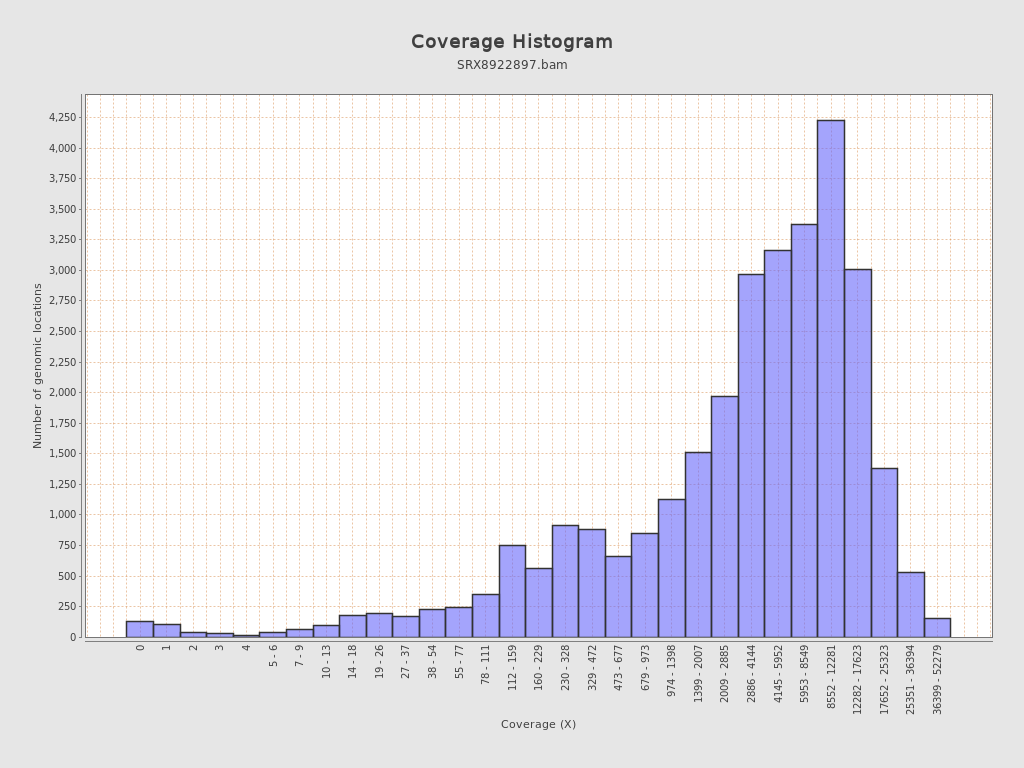 Coverage Histogram
SRX8922897.bam
Number of genomic locations
4,250
4,000
3,750
3,500
3,250
3,000
2,750
2,500
2,250
2,000
1,750
1,500
1,250
1,000
750
500
250
0
0
1
2
3
4
5 - 6
7 - 9
10 - 13
14 - 18
19 - 26
27 - 37
38 - 54
55 - 77
78 - 111
112 - 159
160 - 229
230 - 328
329 - 472
473 - 677
679 - 973
974 - 1398
1399 - 2007
2009 - 2885
2886 - 4144
4145 - 5952
5953 - 8549
8552 - 12281
12282 - 17623
17652 - 25323
25351 - 36394
36399 - 52279
Coverage (X)